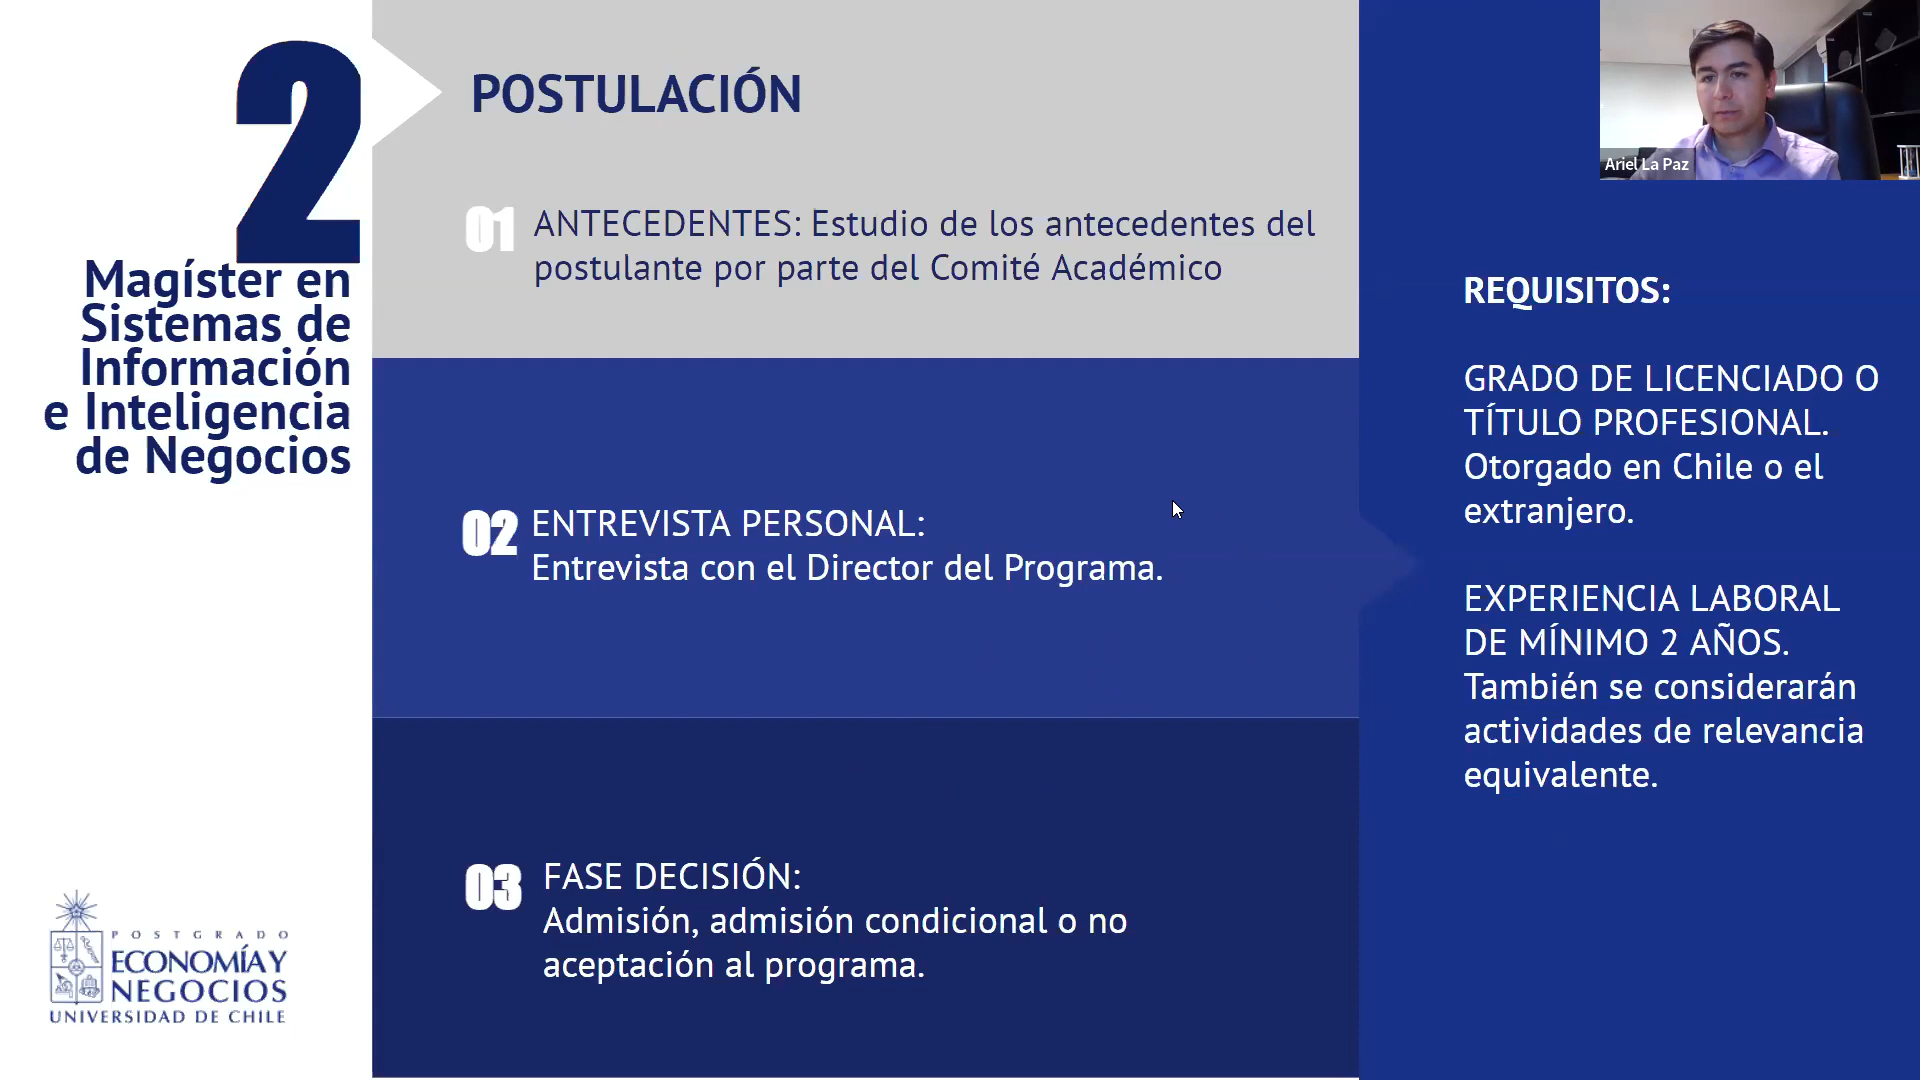 2
Magíster en
Sistemas de
Información
e Inteligencia
de Negocios
POSTGRADO
ECONOMÍA Y
NEGOCIOS
UNIVERSIDAD DE CHILE
POSTULACIÓN
01 ANTECEDENTES: Estudio de los antecedentes del
postulante por parte del Comité Académico
02 ENTREVISTA PERSONAL:
Entrevista con el Director del Programa.
03 FASE DECISIÓN:
Admisión, admisión condicional o no
aceptación al programa.
Ariel La Paz
REQUISITOS:
GRADO DE LICENCIADO O
TÍTULO PROFESIONAL.
Otorgado en Chile o el
extranjero.
EXPERIENCIA LABORAL
DE MÍNIMO 2 AÑOS.
También se considerarán
actividades de relevancia
equivalente.